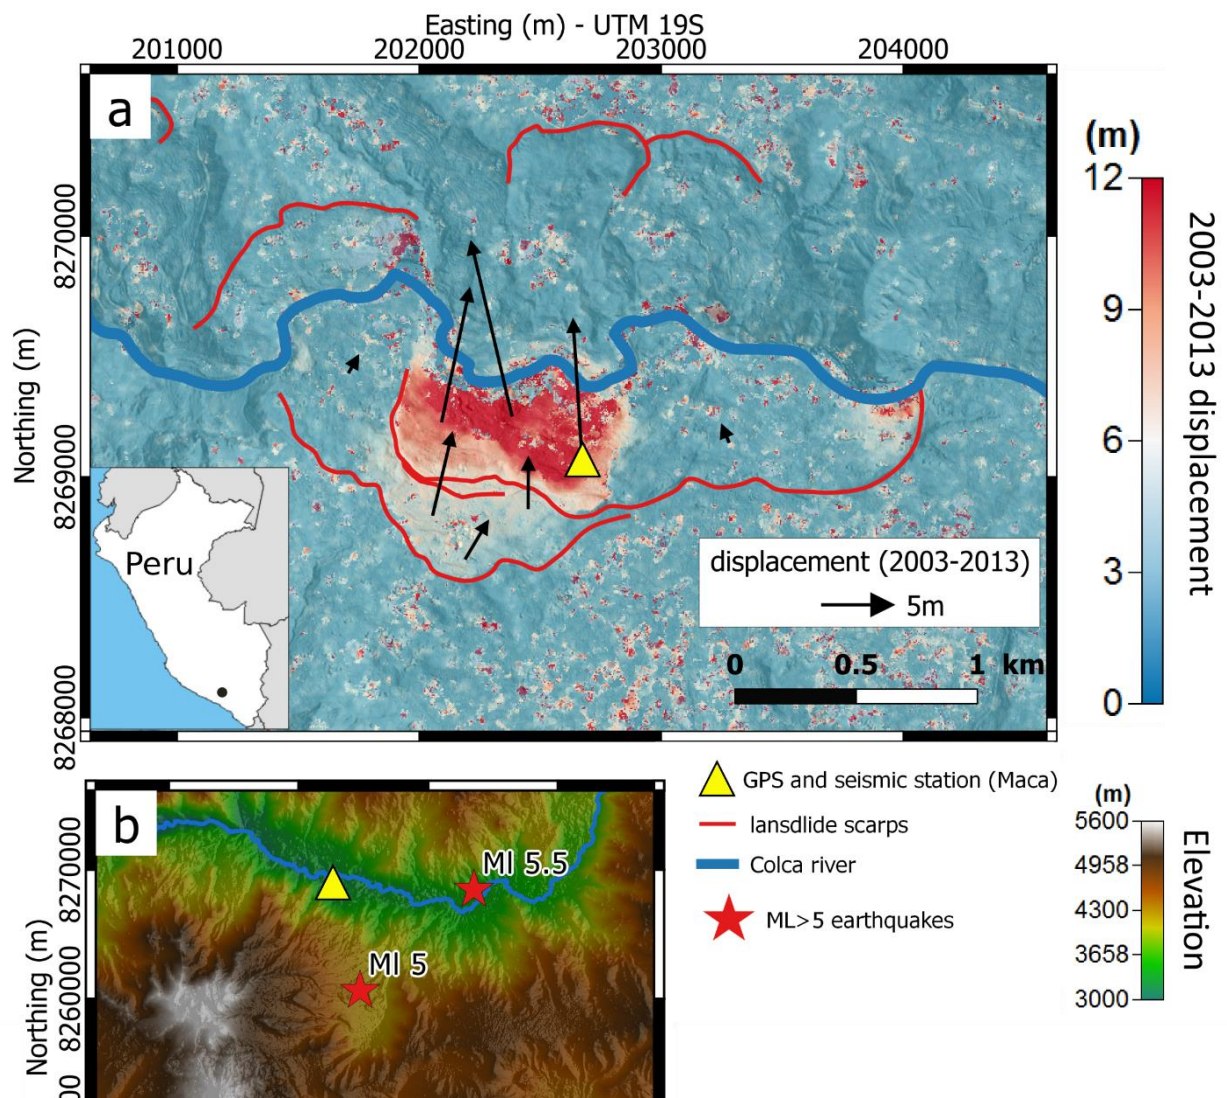 Easting (m) - UTM 19S
201000 202000 203000 204000
a
Northing (m)
8270000
8269000
8268000
Peru
displacement (2003-2013)
5m
0 0.5 1 km
(m)
12
9
6
3
0
2003-2013 displacement
b
Northing (m)
8270000
8260000
00
Ml 5.5
Ml 5
GPS and seismic station (Maca)
lansdlide scarps
Colca river
ML>5 earthquakes
(m)
5600
4958
4300
3658
3000
Elevation